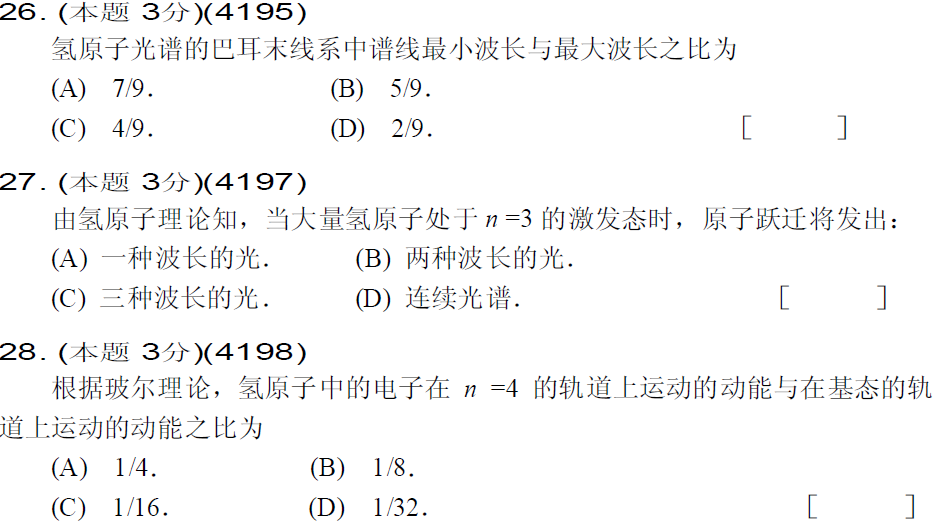 26. (本题 3分)(4195)
氢原子光谱的巴耳末线系中谱线最小波长与最大波长之比为
(A) 7/9. (B) 5/9.
(C) 4/9. (D) 2/9. [ ]
27. (本题 3分)(4197)
由氢原子理论知，当大量氢原子处于 n =3 的激发态时，原子跃迁将发出：
(A) 一种波长的光. (B) 两种波长的光.
(C) 三种波长的光. (D) 连续光谱. [ ]
28. (本题 3分)(4198)
根据玻尔理论，氢原子中的电子在 n =4 的轨道上运动的动能与在基态的轨
道上运动的动能之比为
(A) 1/4. (B) 1/8.
(C) 1/16. (D) 1/32. [ ]